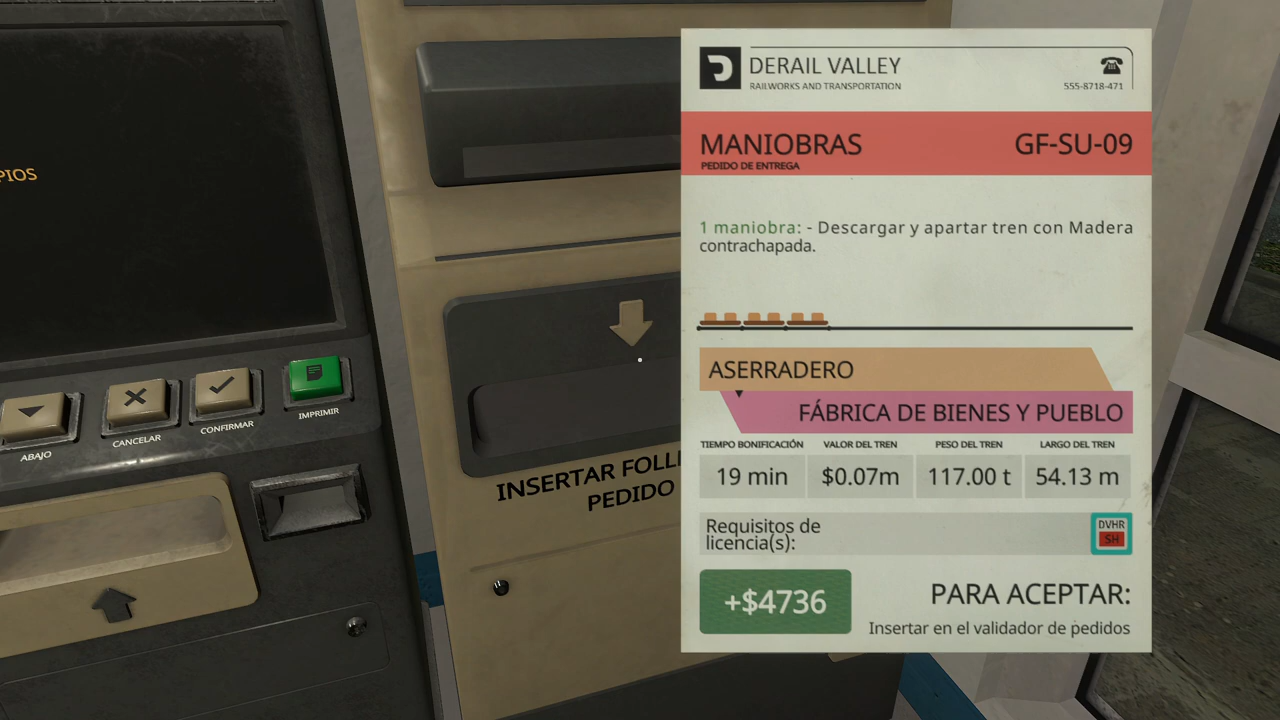 PIOS
ABAJO
CANCELAR
CONFIRMAR
IMPRIMIR
INSERTAR FOLL
PEDIDO
DERAIL VALLEY
RAILWORKS AND TRANSPORTATION
555-8718-471
MANIOBRAS
GF-SU-09
PEDIDO DE ENTREGA
1 maniobra: - Descargar y apartar tren con Madera
contrachapada.
ASERRADERO
FÁBRICA DE BIENES Y PUEBLO
TIEMPO BONIFICACIÓN VALOR DEL TREN PESO DEL TREN LARGO DEL TREN
19 min $0.07m 117.00 t 54.13 m
Requisitos de
licencia(s):
DVHR
SH
+$4736
PARA ACEPTAR:
Insertar en el validador de pedidos